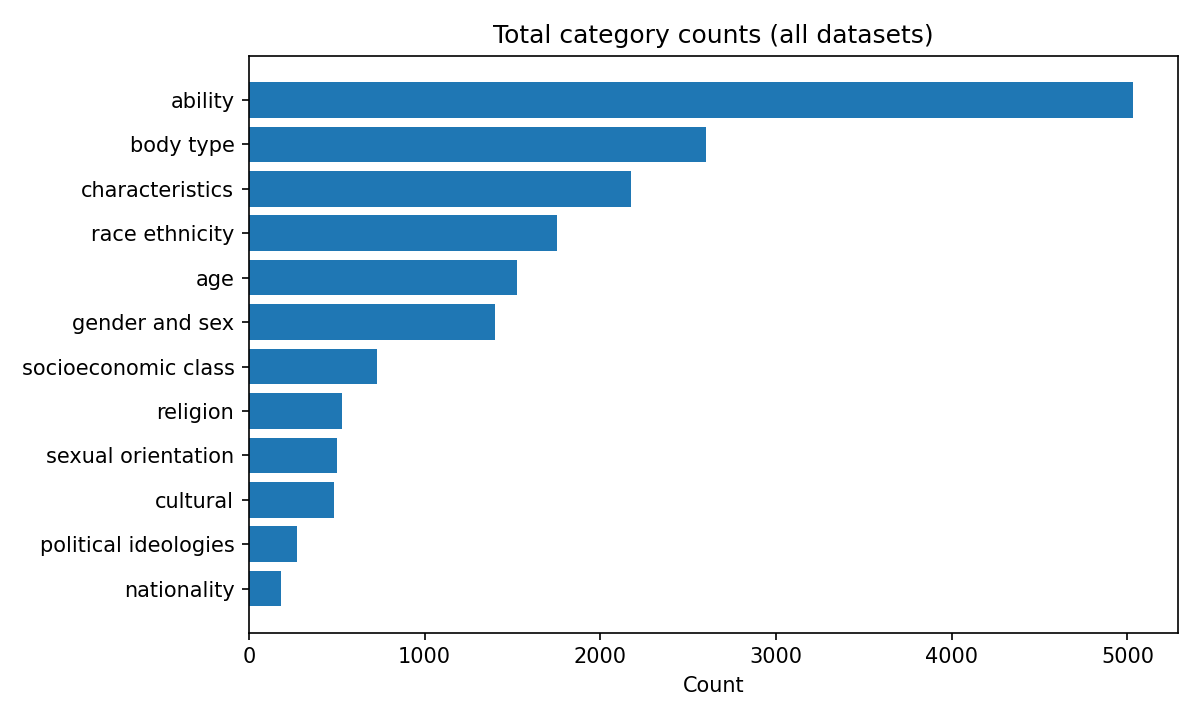 Total category counts (all datasets)
ability
body type
characteristics
race ethnicity
age
gender and sex
socioeconomic class
religion
sexual orientation
cultural
political ideologies
nationality
0 1000 2000 3000 4000 5000
Count